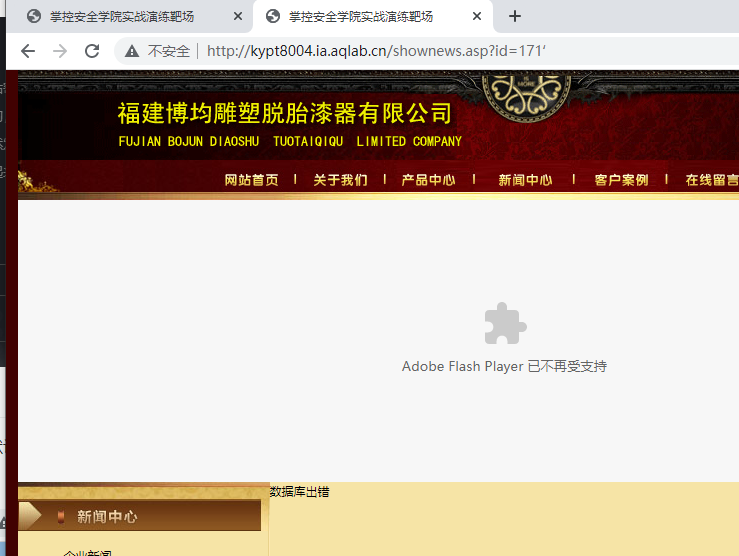 掌控安全学院实战演练靶场
掌控安全学院实战演练靶场
不安全 | http://kypt8004.ia.aqlab.cn/shownews.asp?id=171'
福建博均雕塑脱胎漆器有限公司
FUJIAN BOJUN DIAOSHU TUOTAIQIQU LIMITED COMPANY
网站首页 | 关于我们 | 产品中心 | 新闻中心 | 客户案例 | 在线留言
Adobe Flash Player 已不再受支持
数据库出错
新闻中心
企业新闻